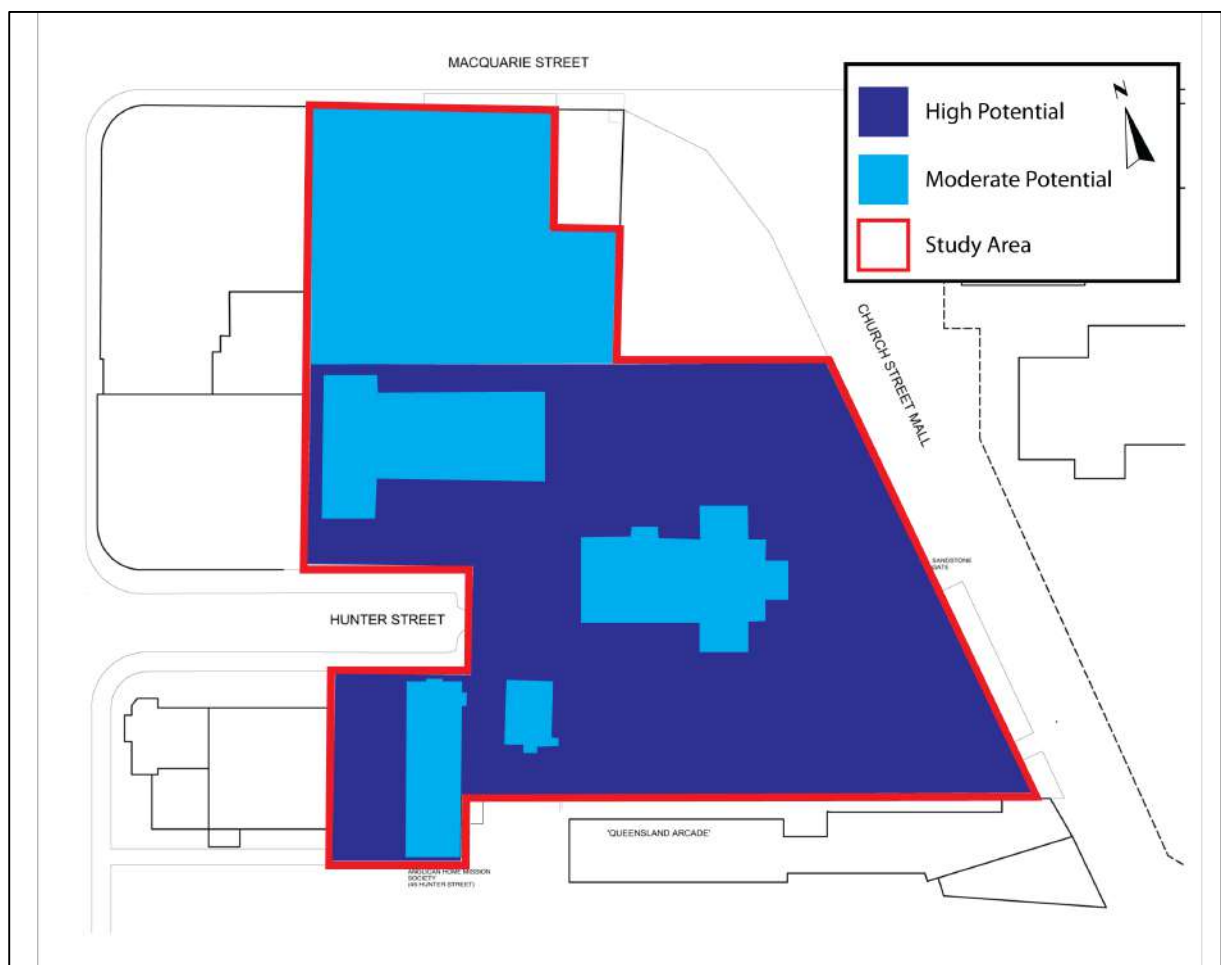 MACQUARIE STREET
N
High Potential
Moderate Potential
Study Area
CHURCH STREET MALL
SANDSTONE
GATE
HUNTER STREET
'QUEENSLAND ARCADE'
ANGLICAN HOME MISSION
SOCIETY
(45 HUNTER STREET)